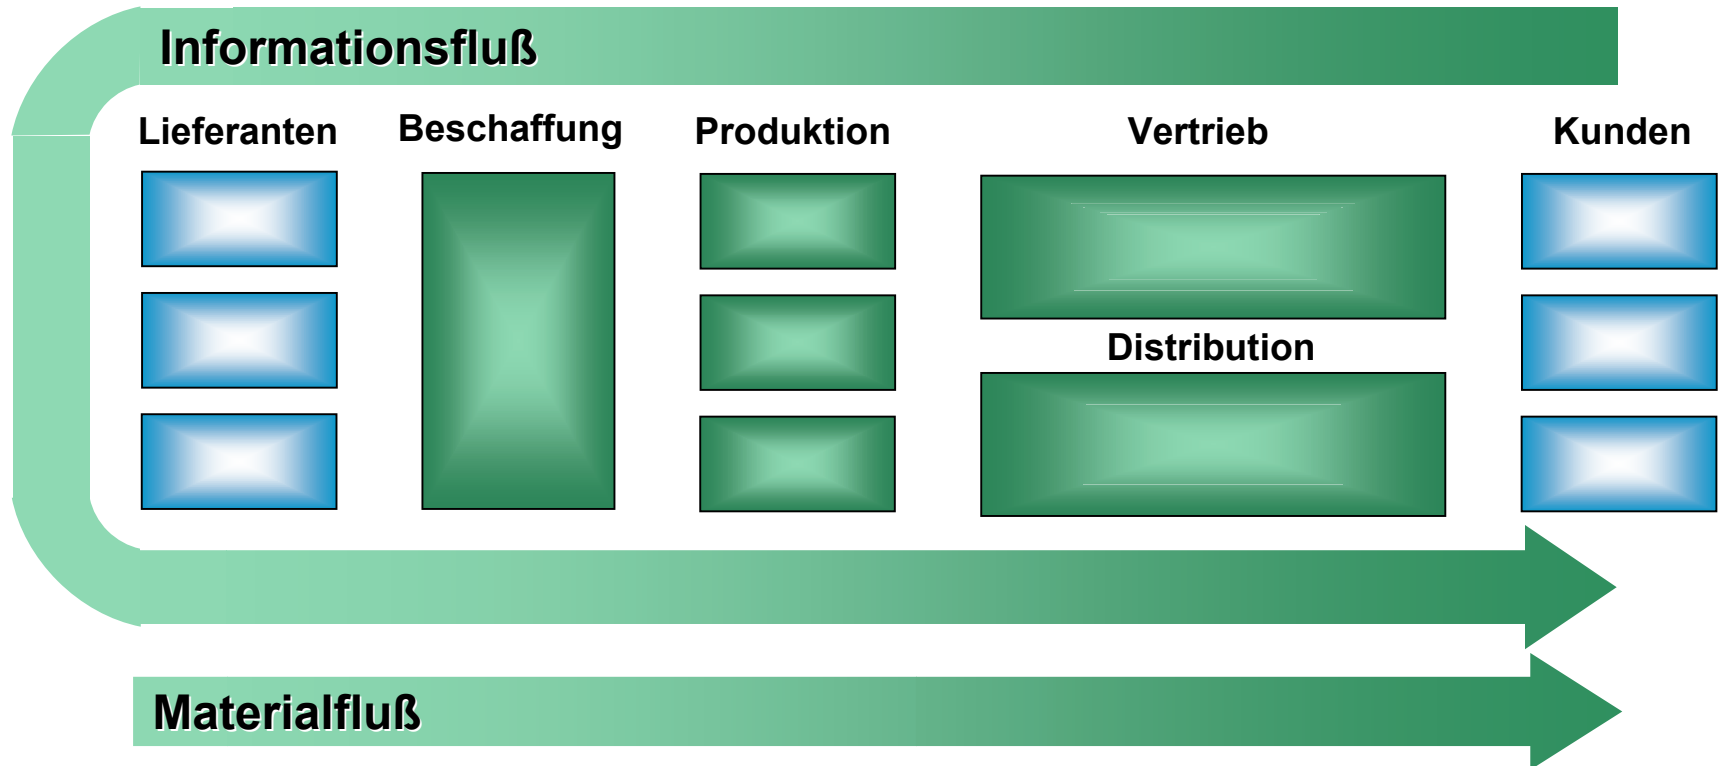 Informationsfluß
Lieferanten
Beschaffung
Produktion
Vertrieb
Kunden
Distribution
Materialfluß